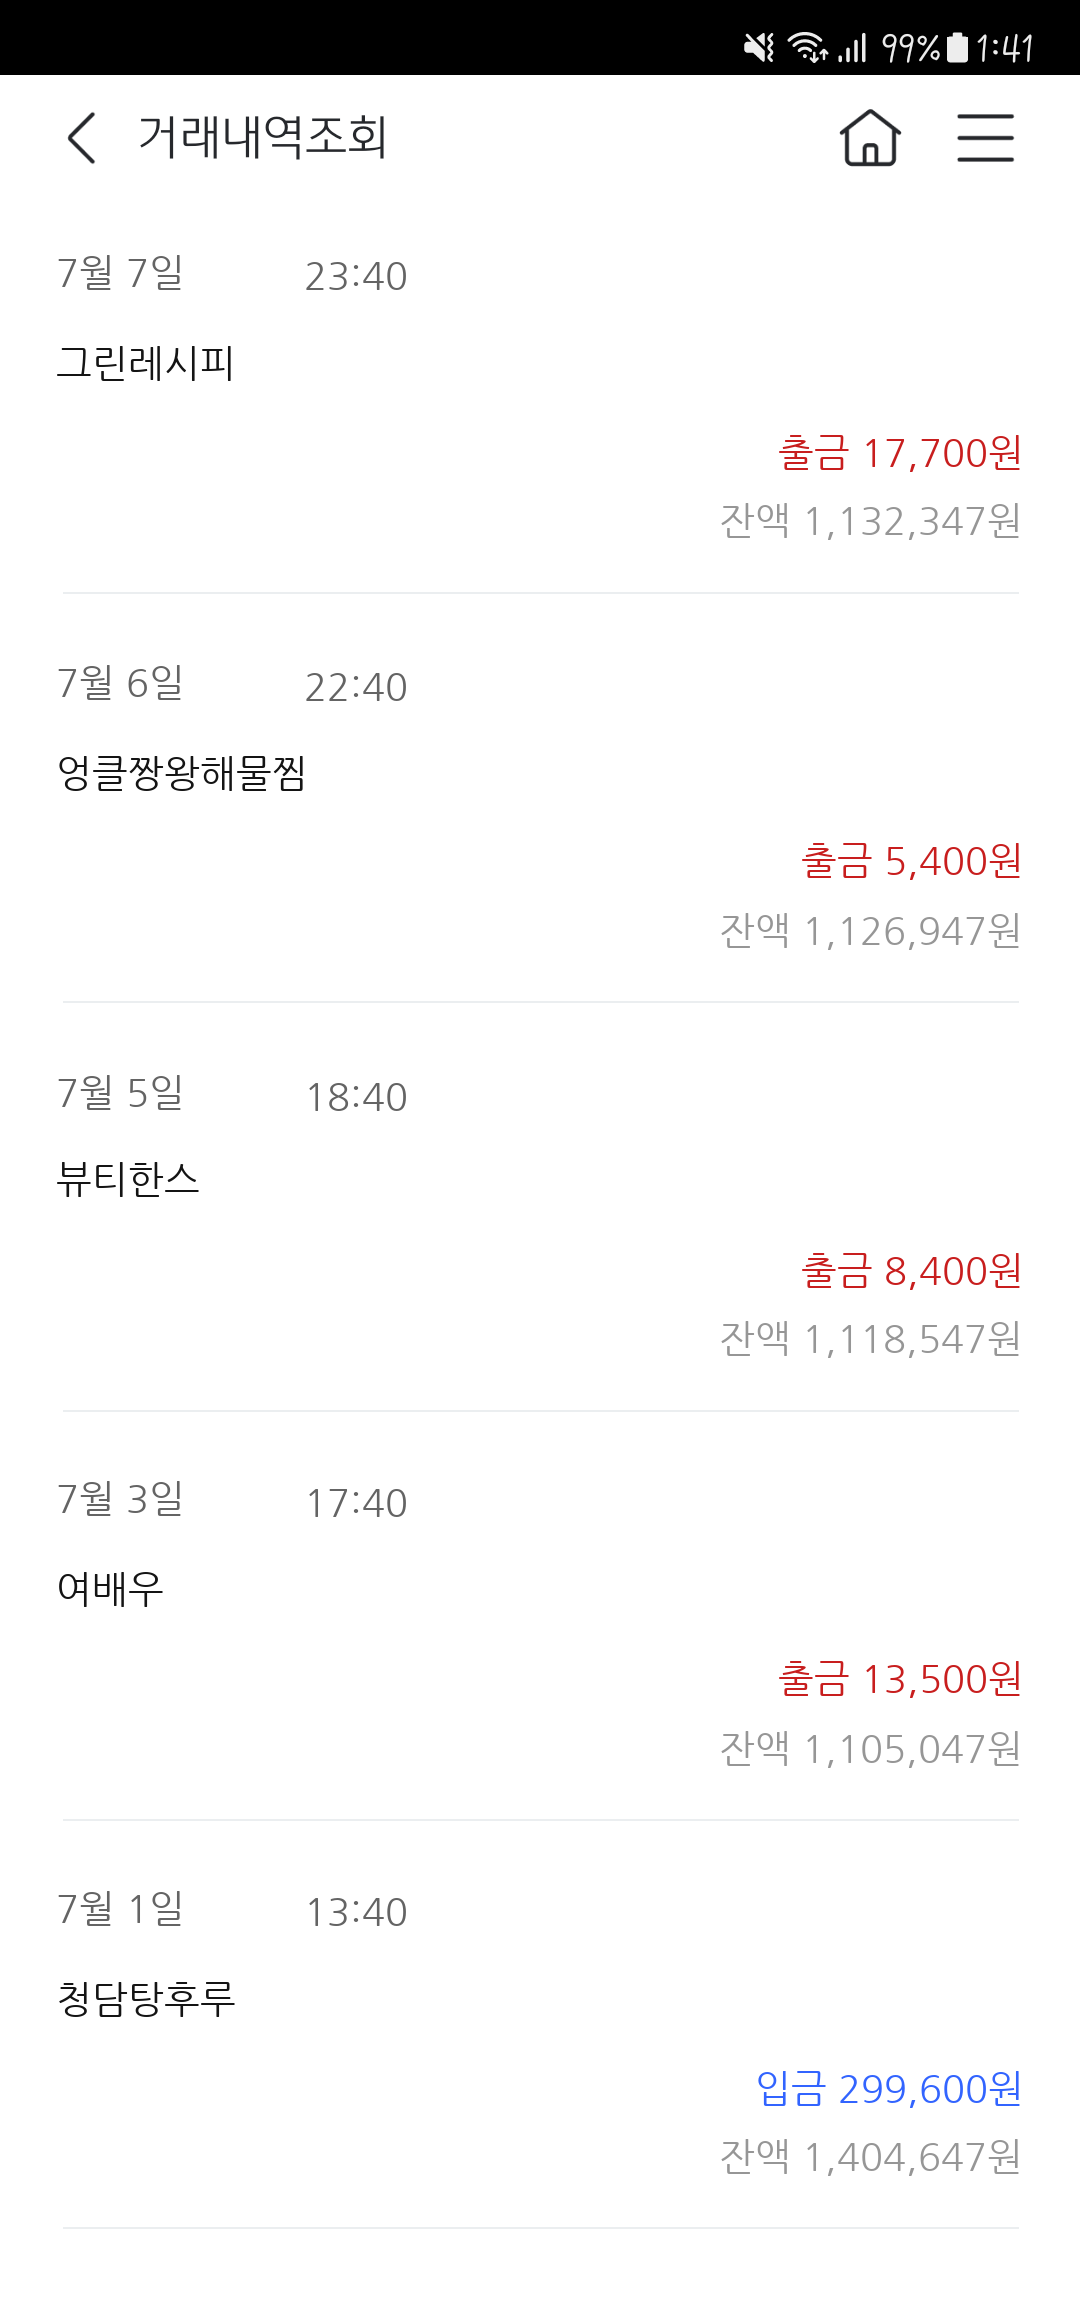 99% 1:41
거래내역조회
7월 7일 23:40
그린레시피
출금 17,700원
잔액 1,132,347원
7월 6일 22:40
엉클짱왕해물찜
출금 5,400원
잔액 1,126,947원
7월 5일 18:40
뷰티한스
출금 8,400원
잔액 1,118,547원
7월 3일 17:40
여배우
출금 13,500원
잔액 1,105,047원
7월 1일 13:40
청담탕후루
입금 299,600원
잔액 1,404,647원